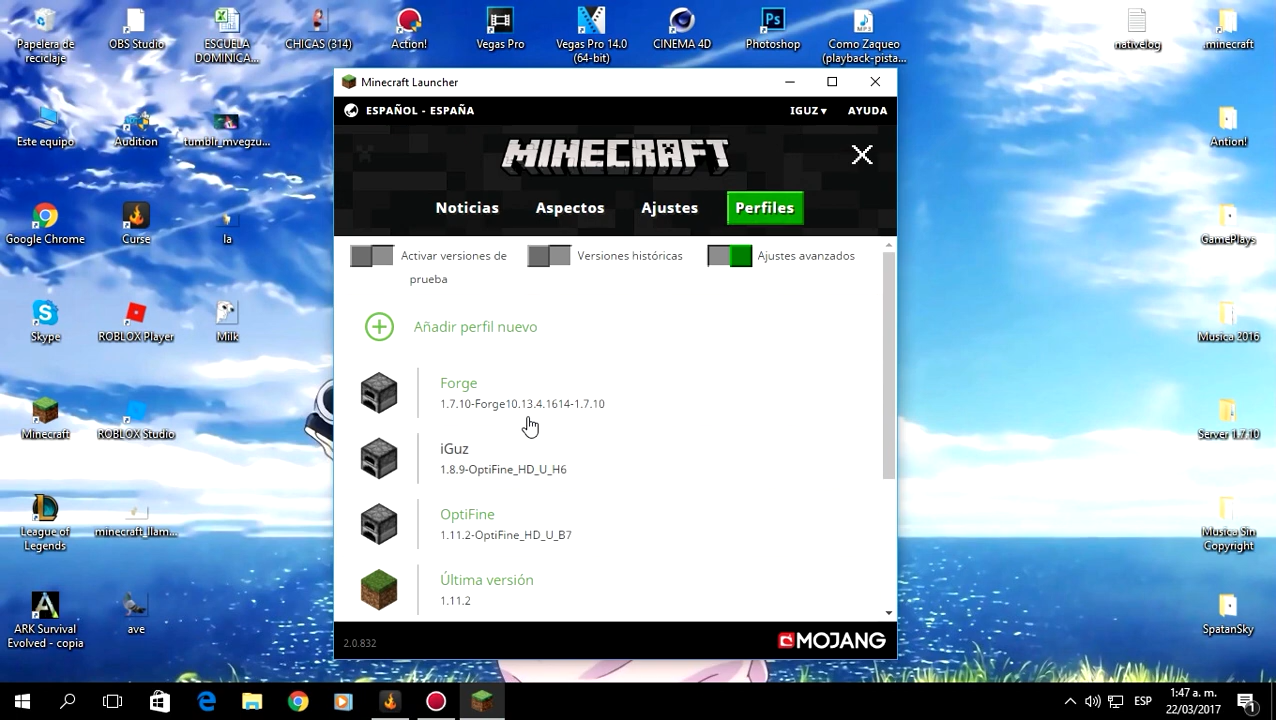 Papelera de
reciclaje
OBS Studio
ESCUELA
DOMINICA...
CHICAS (314)
Action!
Vegas Pro
Vegas Pro 14.0
(64-bit)
CINEMA 4D
Photoshop
Como Zaqueo
(playback-pista...
nativelog
.minecraft
Este equipo
Audition
tumblr_mvegzu...
Antion!
Google Chrome
Curse
la
GamePlays
Skype
ROBLOX Player
Milk
Musica 2016
Minecraft
ROBLOX Studio
Server 1.7.10
League of
Legends
minecraft_llam...
Musica Sin
Copyright
ARK Survival
Evolved - copia
ave
SpatanSky
Minecraft Launcher
ESPAÑOL - ESPAÑA
IGUZ ▾
AYUDA
MINECRAFT
Noticias
Aspectos
Ajustes
Perfiles
Activar versiones de
prueba
Versiones históricas
Ajustes avanzados
Añadir perfil nuevo
Forge
1.7.10-Forge10.13.4.1614-1.7.10
iGuz
1.8.9-OptiFine_HD_U_H6
OptiFine
1.11.2-OptiFine_HD_U_B7
Última versión
1.11.2
2.0.832
MOJANG
ESP
1:47 a. m.
22/03/2017
1